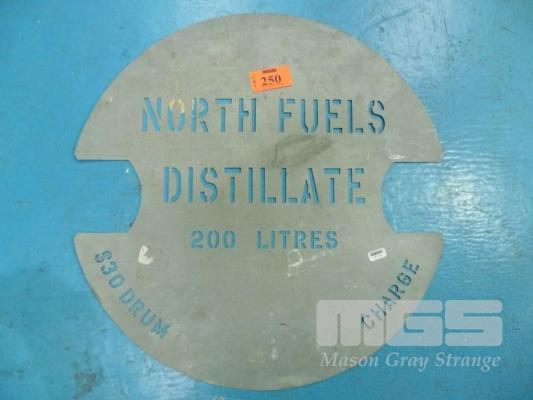 250
NORTH FUELS
DISTILLATE
200 LITRES
$30 DRUM
CHARGE
MGS
Mason Gray Strange